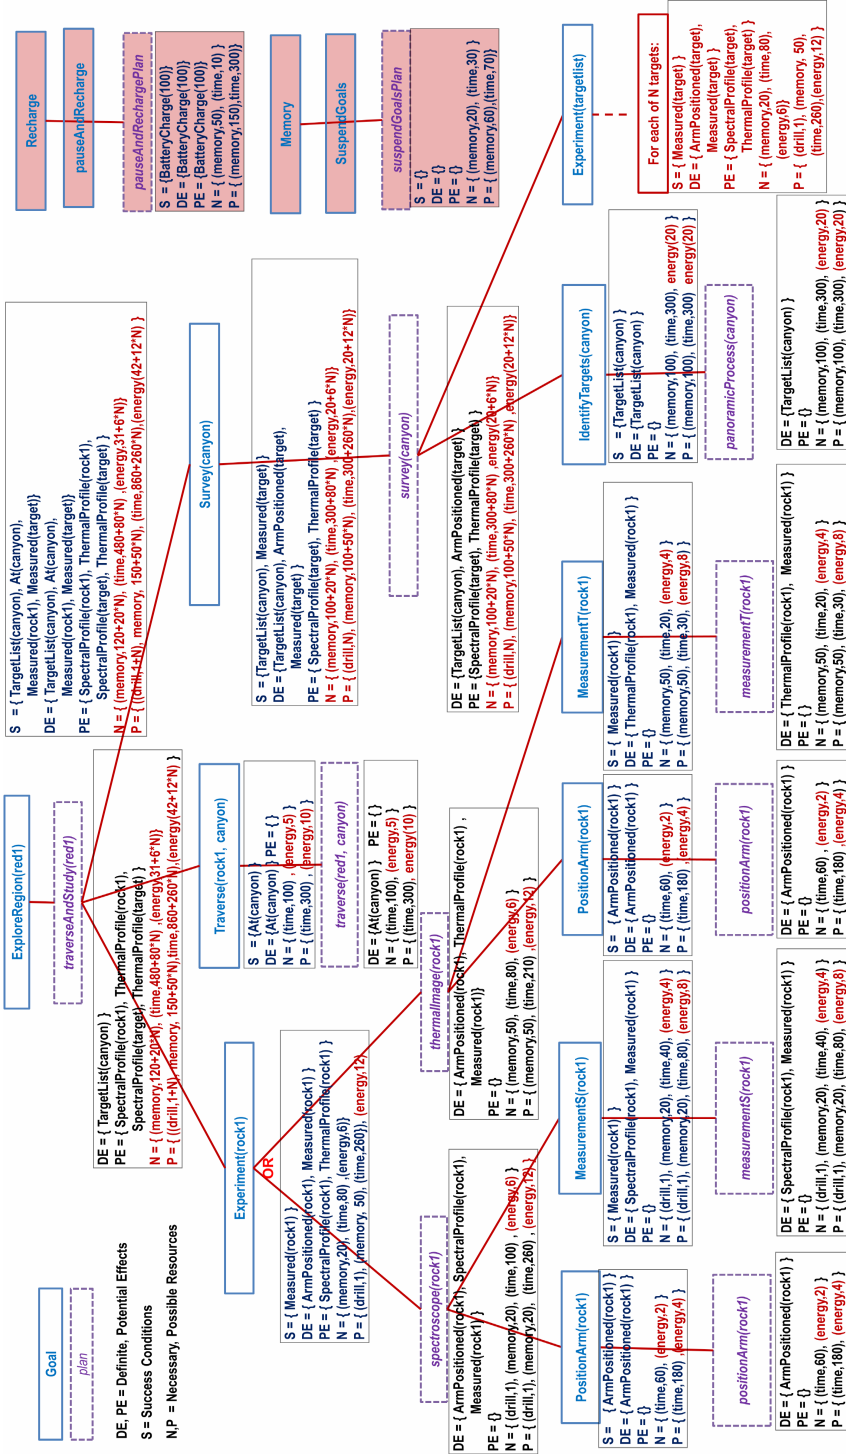 Goal
plan
DE, PE = Definite, Potential Effects
S = Success Conditions
N,P = Necessary, Possible Resources
ExploreRegion(red1)
S = { TargetList(canyon), At(canyon),
Measured(rock1), Measured(target)}
DE = { TargetList(canyon), At(canyon),
Measured(rock1), Measured(target)}
PE = { SpectralProfile(rock1), ThermalProfile(rock1),
SpectralProfile(target), ThermalProfile(target) }
N = { (memory,120+20*N) , (time,480+80*N) ,(energy,31+6*N)}
P = { ((drill,1+N), memory, 150+50*N), (time,860+260*N),(energy(42+12*N) }
traverseAndStudy(red1)
DE = { TargetList(canyon) }
PE = { SpectralProfile(rock1), ThermalProfile(rock1),
SpectralProfile(target), ThermalProfile(target) }
N = { (memory,120+20*N), (time,480+80*N) ,(energy,31+6*N)}
P = { ((drill,1+N), memory, 150+50*N),time,860+260*N),(energy(42+12*N) }
Recharge
pauseAndRecharge
pauseAndRechargePlan
S = {BatteryCharge(100)}
DE = {BatteryCharge(100)}
PE = {BatteryCharge(100)}
N = { (memory,50), (time,10) }
P = { (memory,150),time,300)}
Experiment(rock1)
OR
S = { Measured(rock1) }
DE = { ArmPositioned(rock1), Measured(rock1) }
PE = { SpectralProfile(rock1), ThermalProfile(rock1) }
N = { (memory,20), (time,80) ,(energy,6)}
P = { (drill,1), (memory, 50), (time,260)}, (energy,12)
Traverse(rock1, canyon)
S = {At(canyon) }
DE = {At(canyon) } PE = {}
N = { (time,100) , (energy,5) }
P = { (time,300) , (energy,10) }
traverse(red1, canyon)
DE = {At(canyon) } PE = {}
N = { (time,100), (energy,5) }
P = { (time,300), energy(10) }
Survey(canyon)
S = {TargetList(canyon), Measured(target) }
DE = {TargetList(canyon), ArmPositioned(target),
Measured(target) }
PE = { SpectralProfile(target), ThermalProfile(target) }
N = { (memory,100+20*N), (time,300+80*N) ,(energy,20+6*N)}
P = { (drill,N), (memory,100+50*N), (time,300+260*N),(energy,20+12*N)}
survey(canyon)
DE = {TargetList(canyon), ArmPositioned(target) }
PE = {SpectralProfile(target), ThermalProfile(target) }
N = { (memory,100+20*N), (time,300+80*N) ,energy(20+6*N)}
P = { (drill,N), (memory,100+50*N), (time,300+260*N) ,energy(20+12*N)}
Memory
SuspendGoals
suspendGoalsPlan
S = {}
DE = {}
PE = {}
N = { (memory,20), (time,30) }
P = { (memory,60),(time,70)}
spectroscope(rock1)
DE = {ArmPositioned(rock1), SpectralProfile(rock1),
Measured(rock1)}
PE = {}
N = { (drill,1), (memory,20), (time,100) , (energy,6) }
P = { (drill,1), (memory,20), (time,260) , (energy,12) }
thermalImage(rock1)
DE = { ArmPositioned(rock1), ThermalProfile(rock1) ,
Measured(rock1)}
PE = {}
N = { (memory,50), (time,80), (energy,6) }
P = { (memory,50), (time,210) ,(energy,12) }
PositionArm(rock1)
S = { ArmPositioned(rock1) }
DE = { ArmPositioned(rock1) }
PE = {}
N = { (time,60), (energy,2) }
P = { (time,180) ,(energy,4) }
MeasurementS(rock1)
S = { Measured(rock1) }
DE = { SpectralProfile(rock1), Measured(rock1) }
PE = {}
N = { (drill,1), (memory,20), (time,40), (energy,4) }
P = { (drill,1), (memory,20), (time,80), (energy,8) }
PositionArm(rock1)
S = { ArmPositioned(rock1) }
DE = { ArmPositioned(rock1) }
PE = {}
N = { (time,60), (energy,2) }
P = { (time,180) ,(energy,4) }
MeasurementT(rock1)
S = { Measured(rock1) }
DE = { ThermalProfile(rock1), Measured(rock1) }
PE = {}
N = { (memory,50), (time,20), (energy,4) }
P = { (memory,50), (time,30), (energy,8) }
IdentifyTargets(canyon)
S = {TargetList(canyon) }
DE = {TargetList(canyon) }
PE = {}
N = { (memory,100), (time,300), energy(20) }
P = { (memory,100), (time,300) energy(20) }
Experiment(targetlist)
For each of N targets:
S = { Measured(target) }
DE = { ArmPositioned(target),
Measured(target) }
PE = { SpectralProfile(target),
ThermalProfile(target) }
N = { (memory,20), (time,80),
(energy,6)}
P = { (drill,1), (memory, 50),
(time,260),(energy,12) }
positionArm(rock1)
DE = { ArmPositioned(rock1) }
PE = {}
N = { (time,60), (energy,2) }
P = { (time,180), (energy,4) }
measurementS(rock1)
DE = { SpectralProfile(rock1), Measured(rock1) }
PE = {}
N = { (drill,1), (memory,20), (time,40), (energy,4) }
P = { (drill,1), (memory,20), (time,80), (energy,8) }
positionArm(rock1)
DE = { ArmPositioned(rock1) }
PE = {}
N = { (time,60), (energy,2) }
P = { (time,180), (energy,4) }
measurementT(rock1)
DE = { ThermalProfile(rock1), Measured(rock1) }
PE = {}
N = { (memory,50), (time,20), (energy,4) }
P = { (memory,50), (time,30), (energy,8) }
panoramicProcess(canyon)
DE = {TargetList(canyon) }
PE = {}
N = { (memory,100), (time,300), (energy,20) }
P = { (memory,100), (time,300), (energy,20) }